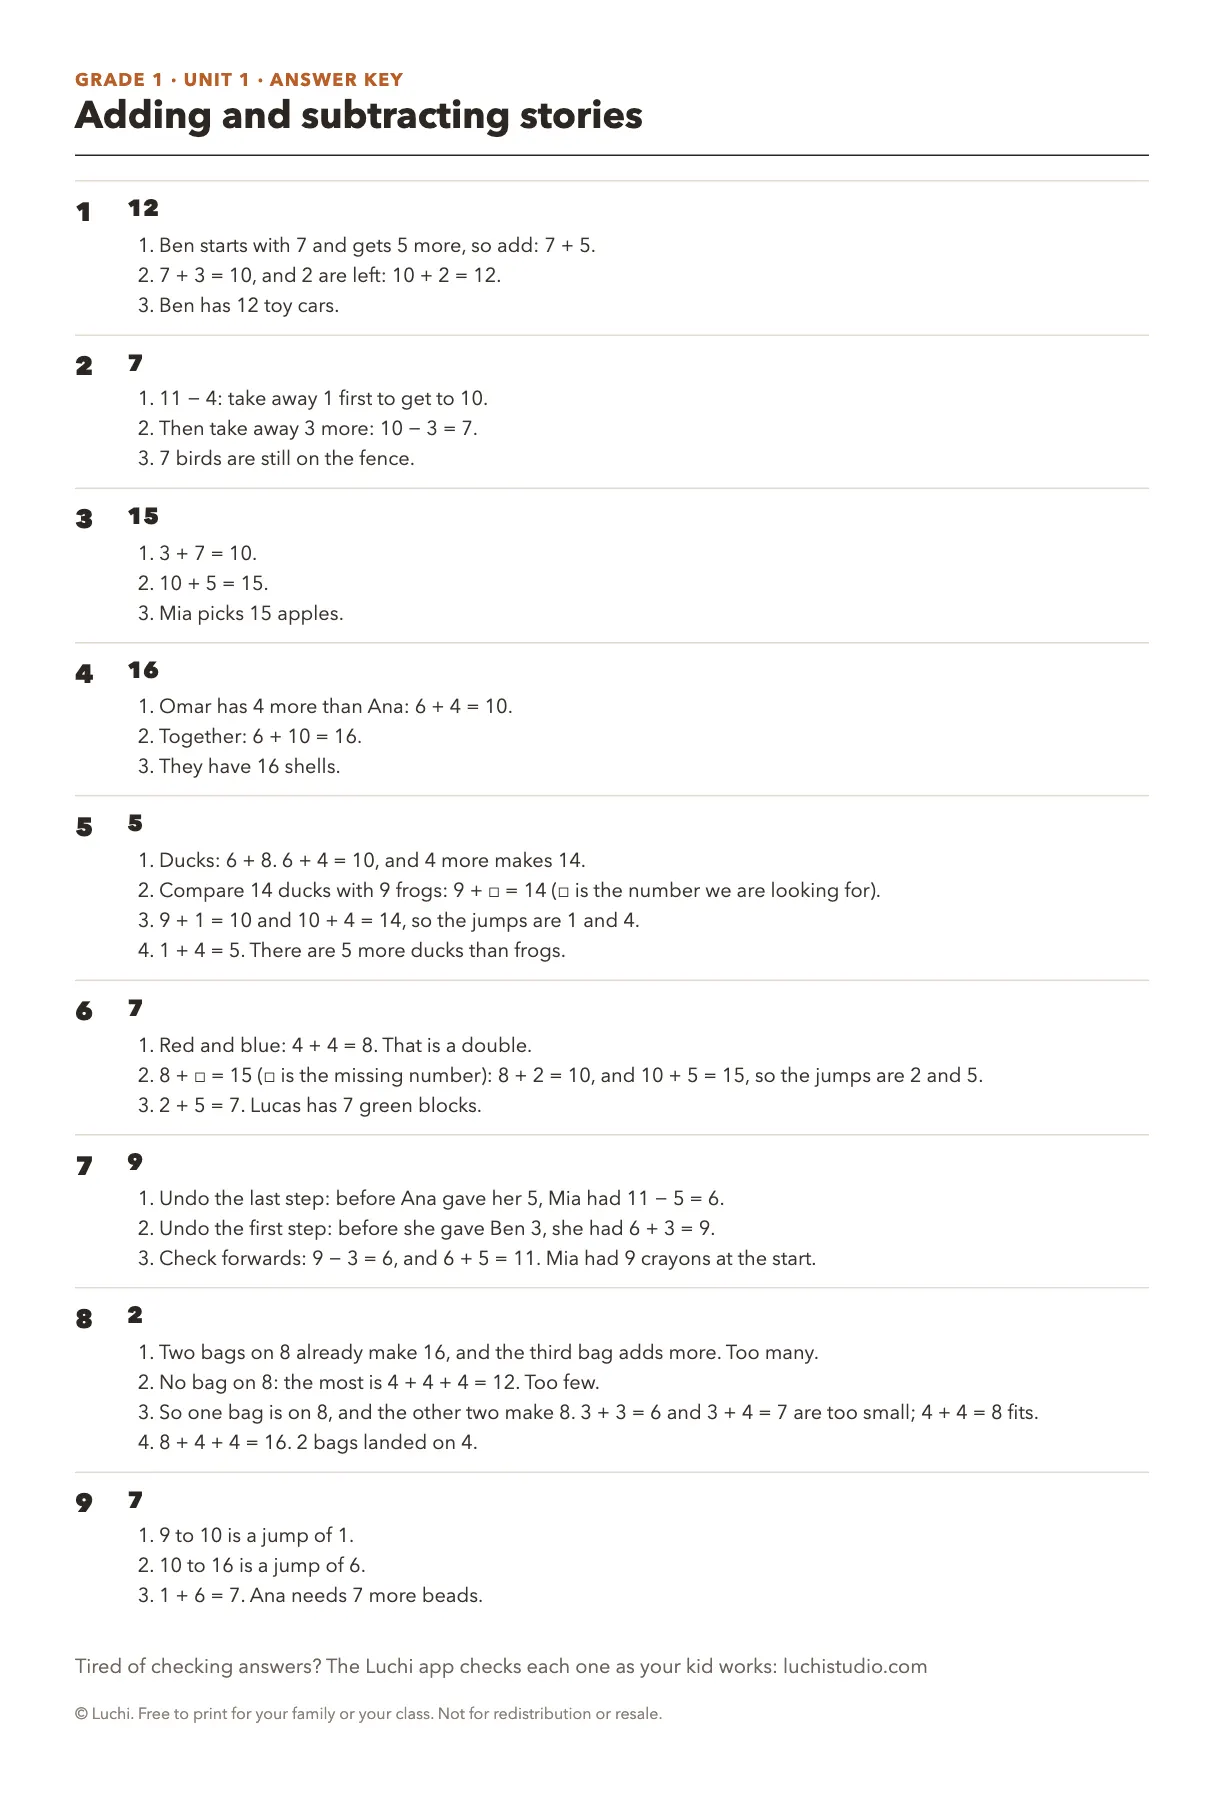 GRADE 1 · UNIT 1 · ANSWER KEY
Adding and subtracting stories
1 12
1. Ben starts with 7 and gets 5 more, so add: 7 + 5.
2. 7 + 3 = 10, and 2 are left: 10 + 2 = 12.
3. Ben has 12 toy cars.
2 7
1. 11 − 4: take away 1 first to get to 10.
2. Then take away 3 more: 10 − 3 = 7.
3. 7 birds are still on the fence.
3 15
1. 3 + 7 = 10.
2. 10 + 5 = 15.
3. Mia picks 15 apples.
4 16
1. Omar has 4 more than Ana: 6 + 4 = 10.
2. Together: 6 + 10 = 16.
3. They have 16 shells.
5 5
1. Ducks: 6 + 8. 6 + 4 = 10, and 4 more makes 14.
2. Compare 14 ducks with 9 frogs: 9 + □ = 14 (□ is the number we are looking for).
3. 9 + 1 = 10 and 10 + 4 = 14, so the jumps are 1 and 4.
4. 1 + 4 = 5. There are 5 more ducks than frogs.
6 7
1. Red and blue: 4 + 4 = 8. That is a double.
2. 8 + □ = 15 (□ is the missing number): 8 + 2 = 10, and 10 + 5 = 15, so the jumps are 2 and 5.
3. 2 + 5 = 7. Lucas has 7 green blocks.
7 9
1. Undo the last step: before Ana gave her 5, Mia had 11 − 5 = 6.
2. Undo the first step: before she gave Ben 3, she had 6 + 3 = 9.
3. Check forwards: 9 − 3 = 6, and 6 + 5 = 11. Mia had 9 crayons at the start.
8 2
1. Two bags on 8 already make 16, and the third bag adds more. Too many.
2. No bag on 8: the most is 4 + 4 + 4 = 12. Too few.
3. So one bag is on 8, and the other two make 8. 3 + 3 = 6 and 3 + 4 = 7 are too small; 4 + 4 = 8 fits.
4. 8 + 4 + 4 = 16. 2 bags landed on 4.
9 7
1. 9 to 10 is a jump of 1.
2. 10 to 16 is a jump of 6.
3. 1 + 6 = 7. Ana needs 7 more beads.
Tired of checking answers? The Luchi app checks each one as your kid works: luchistudio.com
© Luchi. Free to print for your family or your class. Not for redistribution or resale.